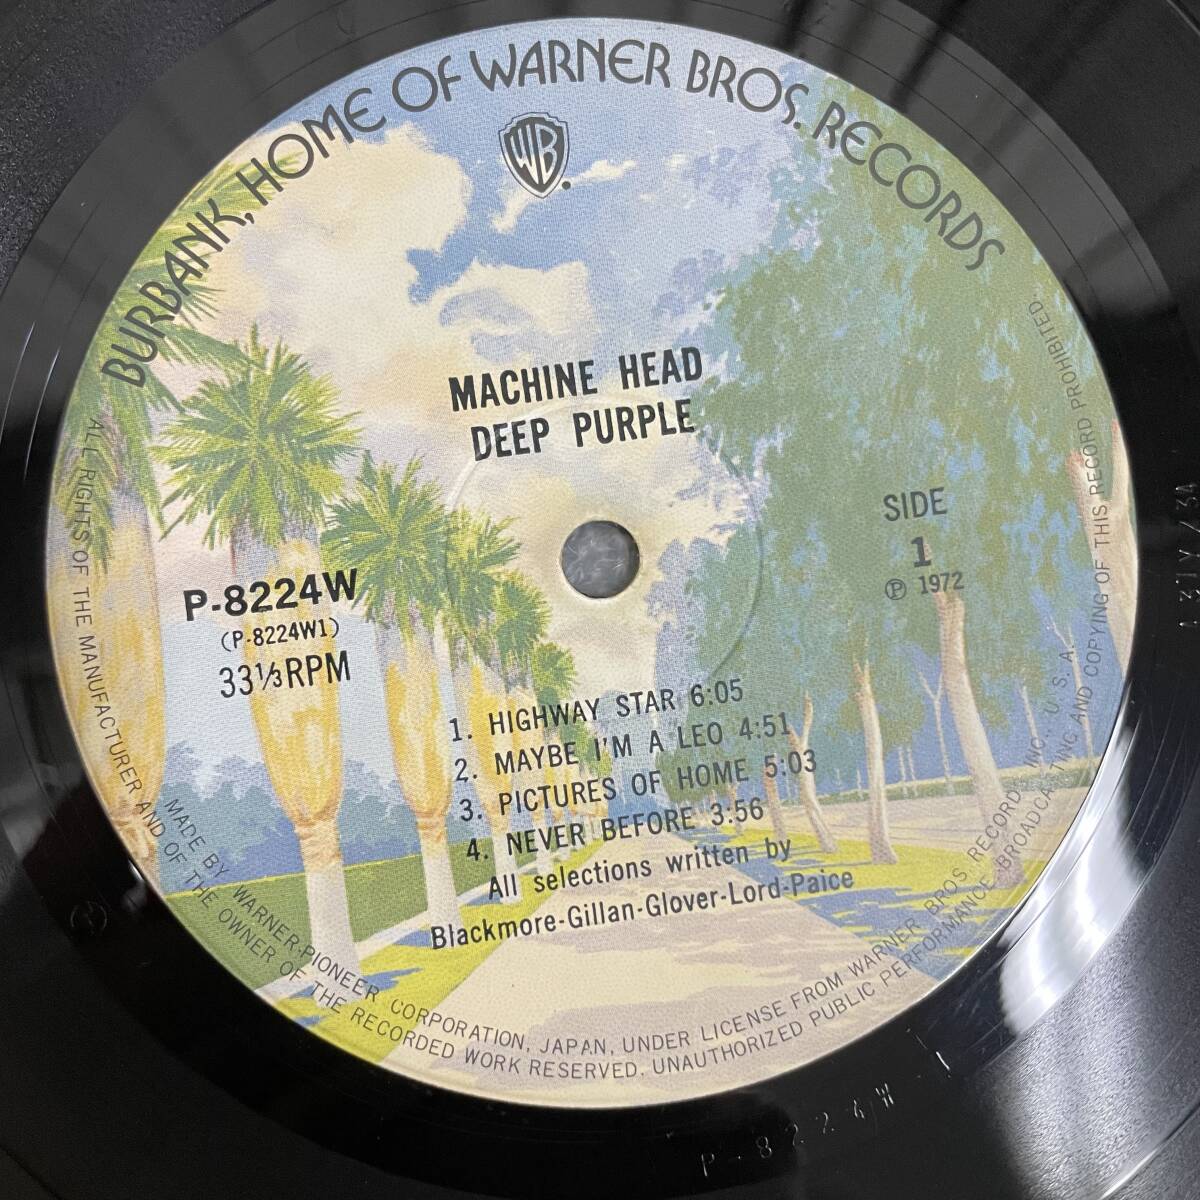 BURBANK, HOME OF WARNER BROS. RECORDS
WB
MACHINE HEAD
DEEP PURPLE
SIDE
1
Ⓟ 1972
P-8224W
(P-8224W1)
33⅓RPM
1. HIGHWAY STAR 6:05
2. MAYBE I'M A LEO 4:51
3. PICTURES OF HOME 5:03
4. NEVER BEFORE 3:56
All selections written by
Blackmore-Gillan-Glover-Lord-Paice
MADE BY WARNER-PIONEER CORPORATION, JAPAN, UNDER LICENSE FROM WARNER BROS. RECORDS INC., U.S.A.
ALL RIGHTS OF THE MANUFACTURER AND OF THE OWNER OF THE RECORDED WORK RESERVED. UNAUTHORIZED PUBLIC PERFORMANCE, BROADCASTING AND COPYING OF THIS RECORD PROHIBITED.
P-8224W-1